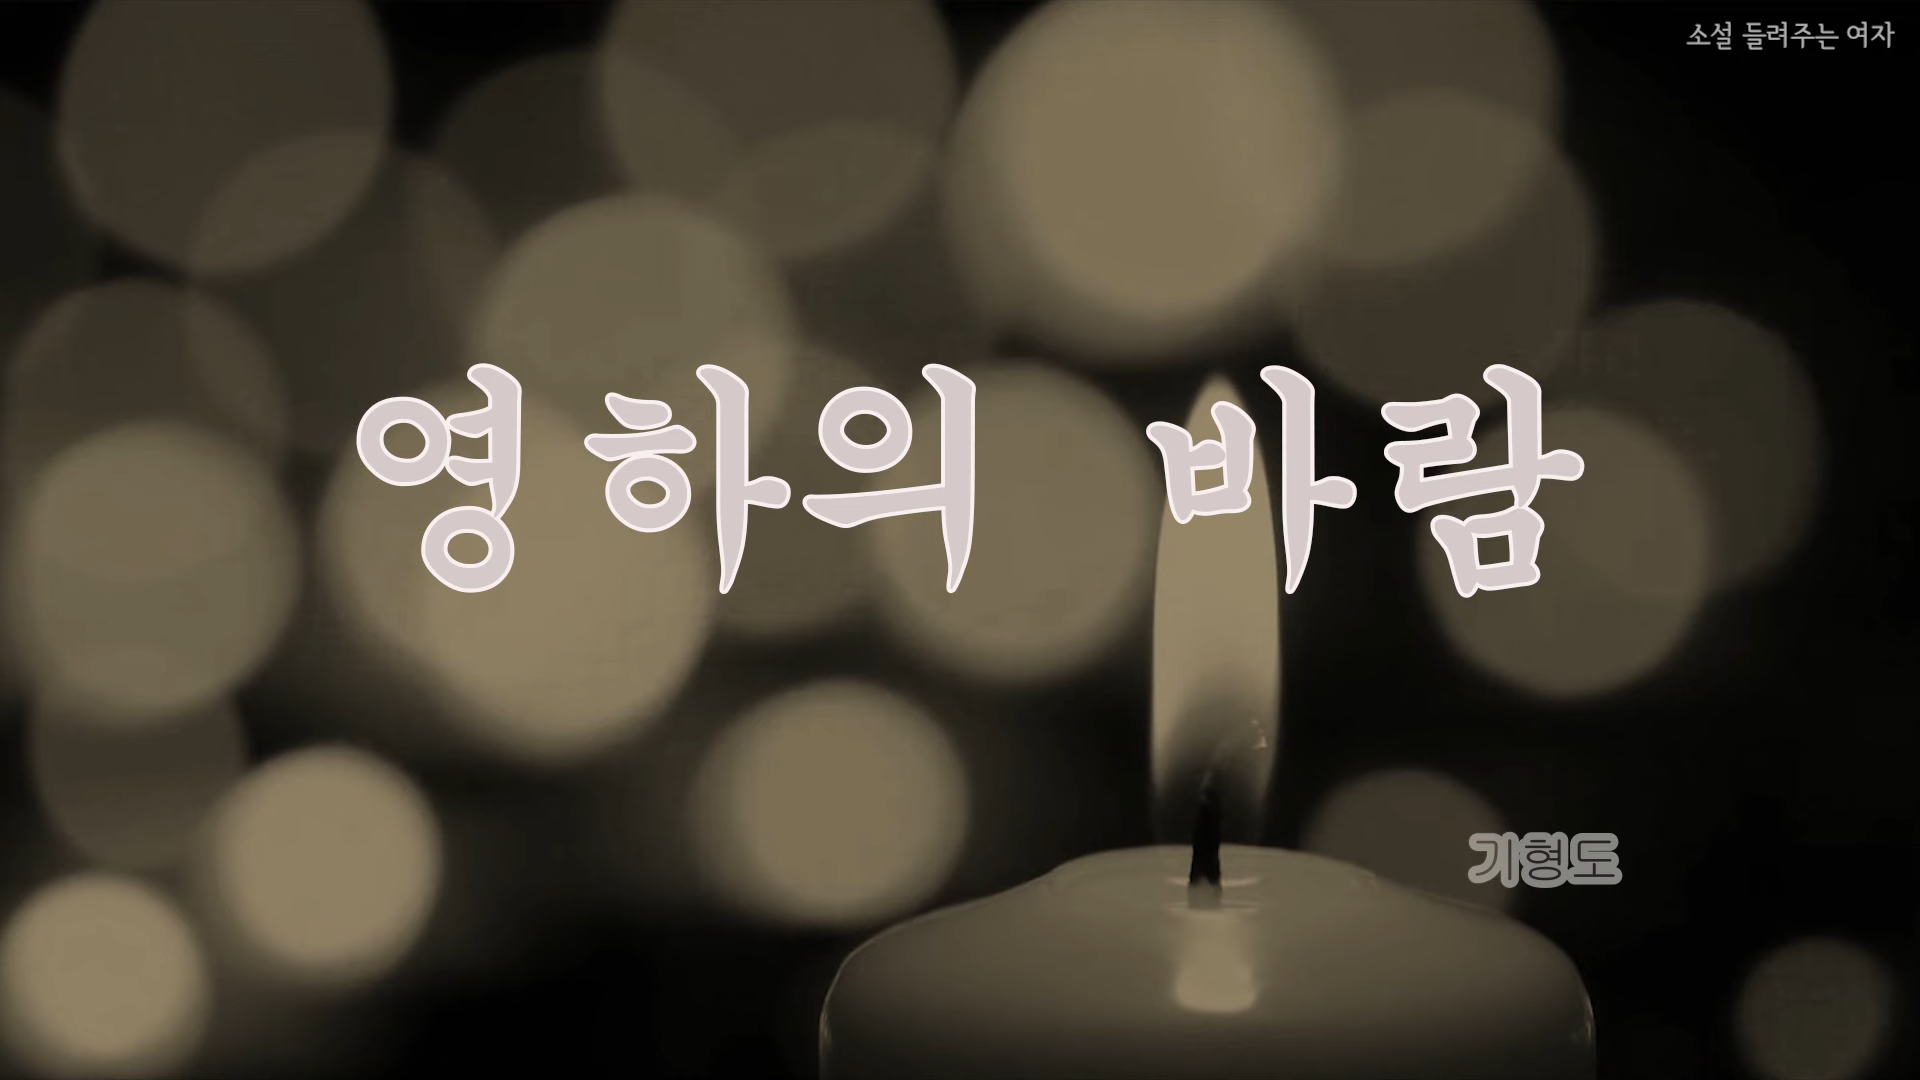 소설 들려주는 여자
영하의 바람
기형도